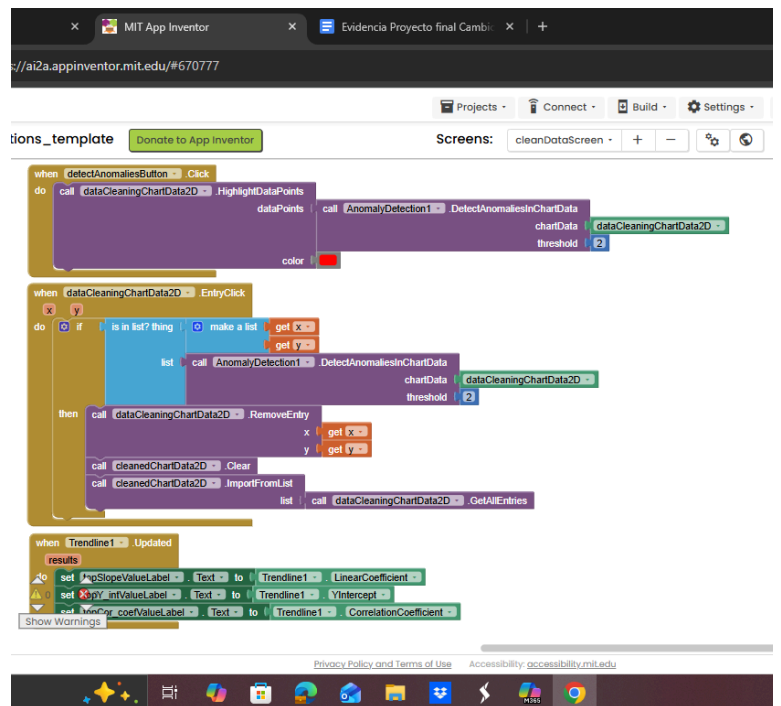 MIT App Inventor
Evidencia Proyecto final Cambic
://ai2a.appinventor.mit.edu/#670777
Projects Connect Build Settings
tions_template Donate to App Inventor Screens: cleanDataScreen + −
when detectAnomaliesButton .Click
do call dataCleaningChartData2D .HighlightDataPoints
dataPoints call AnomalyDetection1 .DetectAnomaliesInChartData
chartData dataCleaningChartData2D
threshold 2
color
when dataCleaningChartData2D .EntryClick
x y
do if is in list? thing make a list get x
get y
list call AnomalyDetection1 .DetectAnomaliesInChartData
chartData dataCleaningChartData2D
threshold 2
then call dataCleaningChartData2D .RemoveEntry
x get x
y get y
call cleanedChartData2D .Clear
call cleanedChartData2D .ImportFromList
list call dataCleaningChartData2D .GetAllEntries
when Trendline1 .Updated
results
do set topSlopeValueLabel . Text to Trendline1 . LinearCoefficient
0 set topY_intValueLabel . Text to Trendline1 . YIntercept
set topCor_coefValueLabel . Text to Trendline1 . CorrelationCoefficient
Show Warnings
Privacy Policy and Terms of Use Accessibility: accessibility.mit.edu
M365